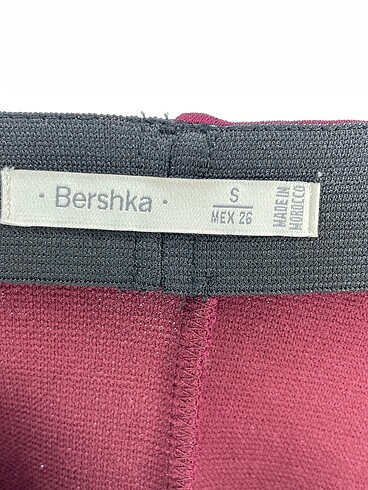 · Bershka ·
S
MEX 26
MADE IN
MOROCCO